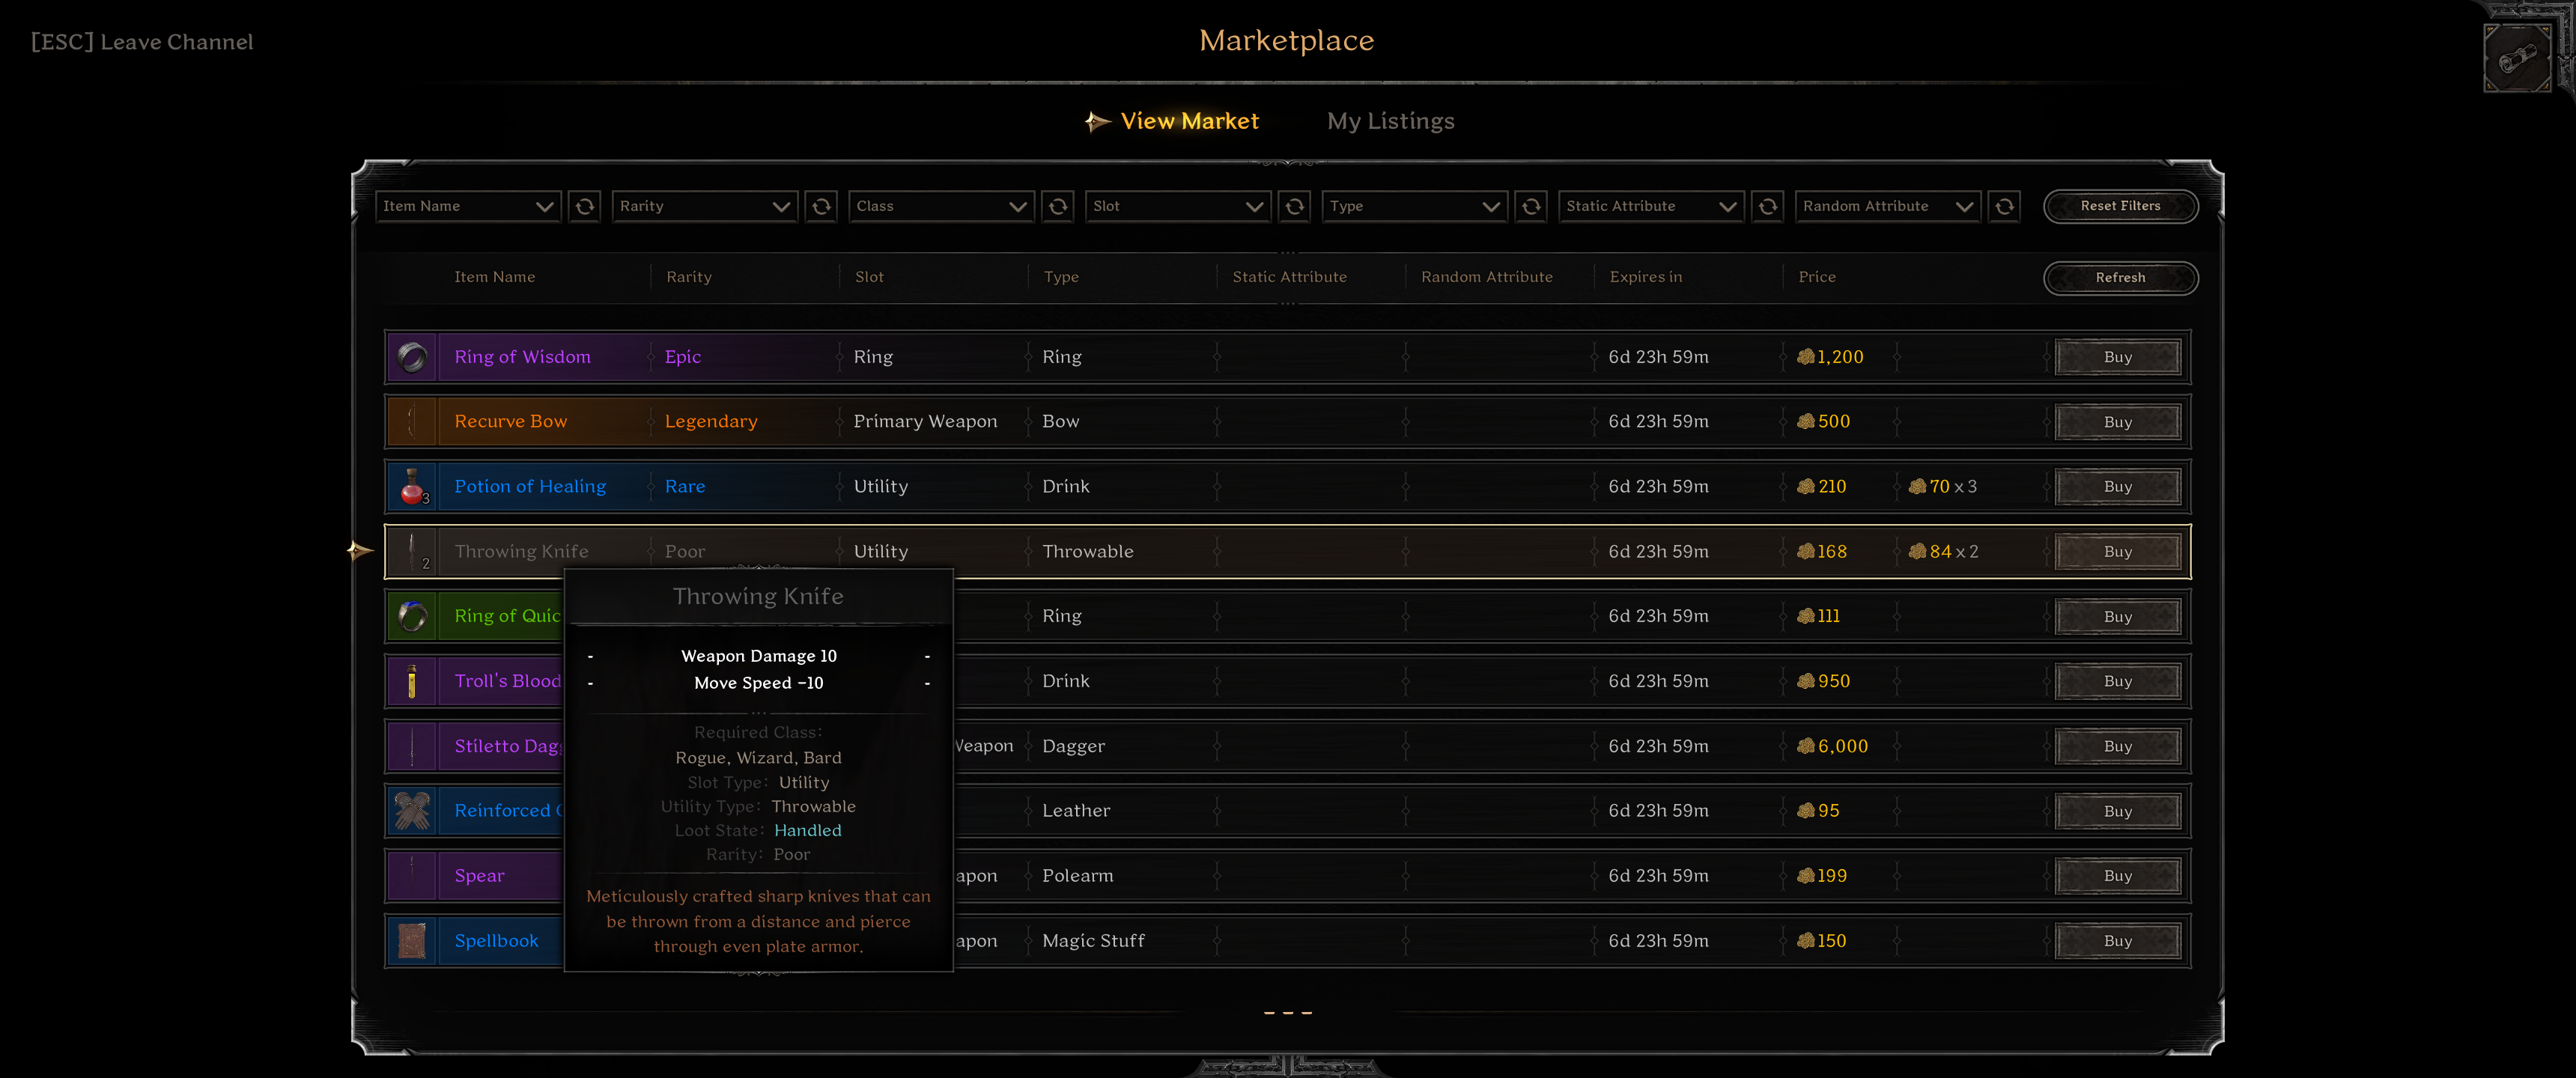 [ESC] Leave Channel
Marketplace
View Market My Listings
Item Name Rarity Class Slot Type Static Attribute Random Attribute Reset Filters
Item Name Rarity Slot Type Static Attribute Random Attribute Expires in Price Refresh
Ring of Wisdom Epic Ring Ring 6d 23h 59m 1,200 Buy
Recurve Bow Legendary Primary Weapon Bow 6d 23h 59m 500 Buy
3 Potion of Healing Rare Utility Drink 6d 23h 59m 210 70 x 3 Buy
2 Throwing Knife Poor Utility Throwable 6d 23h 59m 168 84 x 2 Buy
Ring of Quic Ring 6d 23h 59m 111 Buy
Troll's Blood Drink 6d 23h 59m 950 Buy
Stiletto Dag Weapon Dagger 6d 23h 59m 6,000 Buy
Reinforced Leather 6d 23h 59m 95 Buy
Spear apon Polearm 6d 23h 59m 199 Buy
Spellbook apon Magic Stuff 6d 23h 59m 150 Buy
Throwing Knife
- Weapon Damage 10 -
- Move Speed -10 -
Required Class:
Rogue, Wizard, Bard
Slot Type: Utility
Utility Type: Throwable
Loot State: Handled
Rarity: Poor
Meticulously crafted sharp knives that can
be thrown from a distance and pierce
through even plate armor.